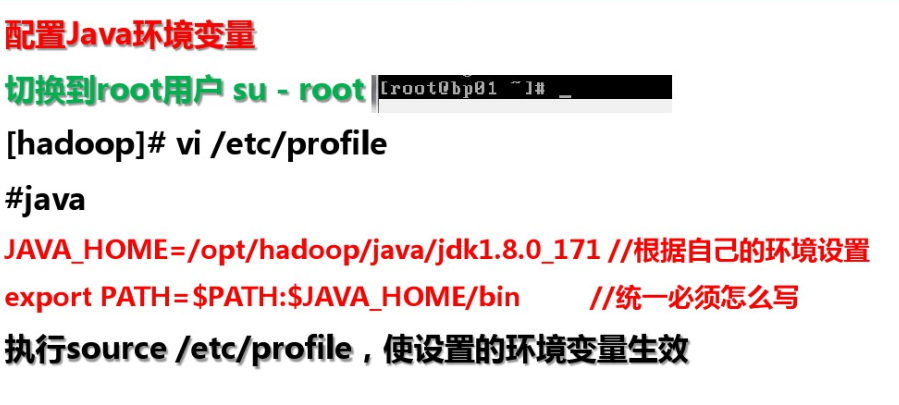 配置Java环境变量
切换到root用户 su - root [root@bp01 ~]# _
[hadoop]# vi /etc/profile
#java
JAVA_HOME=/opt/hadoop/java/jdk1.8.0_171 //根据自己的环境设置
export PATH=$PATH:$JAVA_HOME/bin //统一必须怎么写
执行source /etc/profile，使设置的环境变量生效